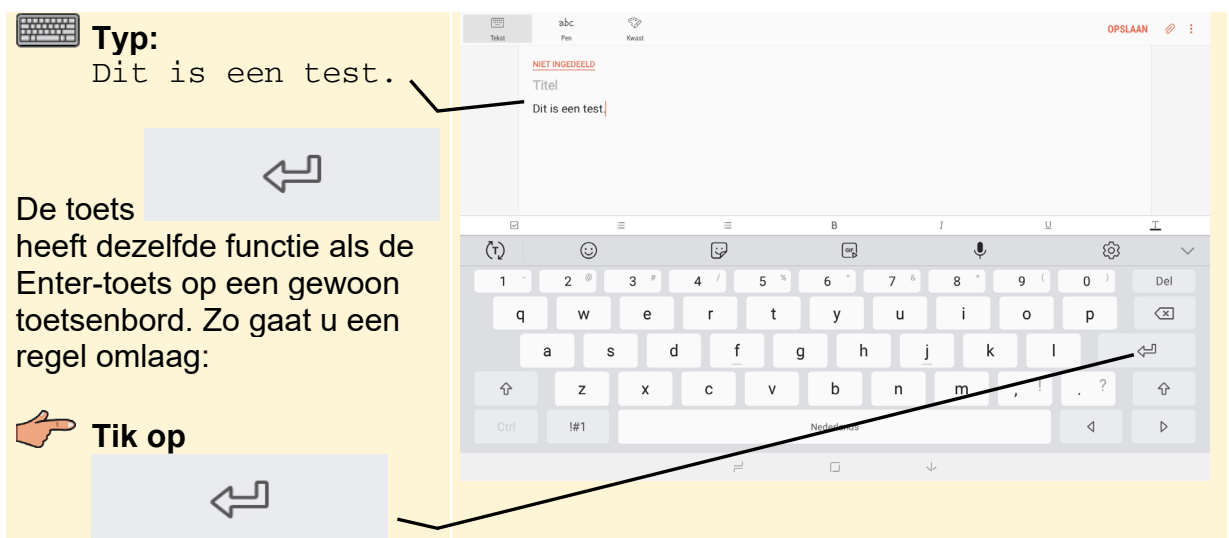 Typ:
Dit is een test.
De toets
heeft dezelfde functie als de
Enter-toets op een gewoon
toetsenbord. Zo gaat u een
regel omlaag:
Tik op
Tekst
abc
Pen
Kwast
OPSLAAN
NIET INGEDEELD
Titel
Dit is een test.
B I U T
T GIF
1 - 2 @ 3 # 4 / 5 % 6 ' 7 & 8 * 9 ( 0 ) Del
q w e r t y u i o p
a s d f g h j k l
z x c v b n m , ! . ?
Ctrl !#1 Nederlands